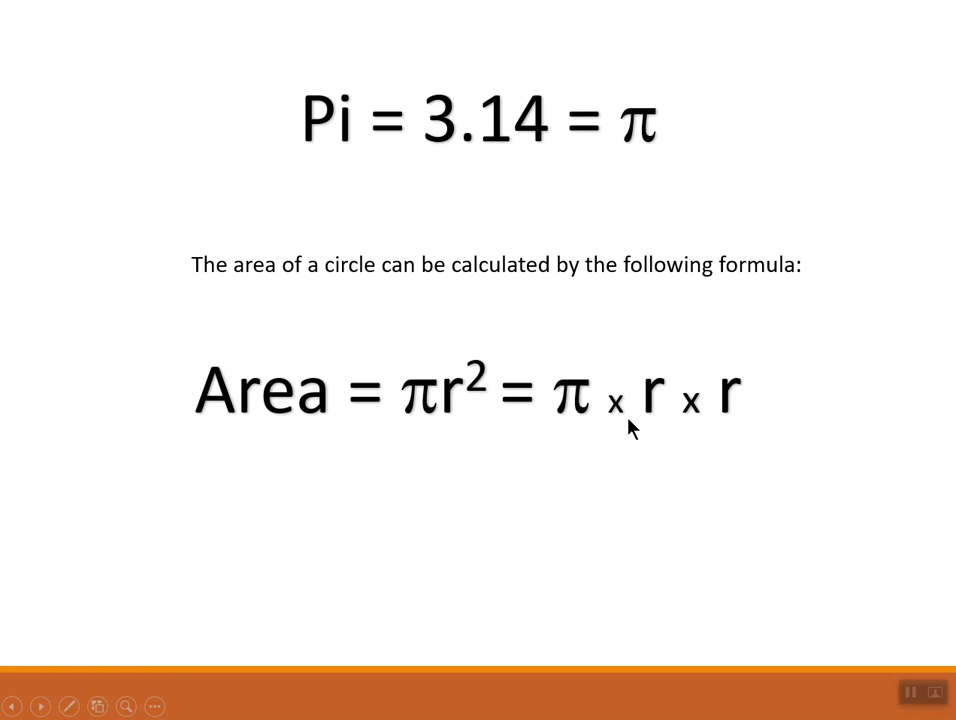 Pi = 3.14 = π
The area of a circle can be calculated by the following formula:
Area = πr² = π x r x r